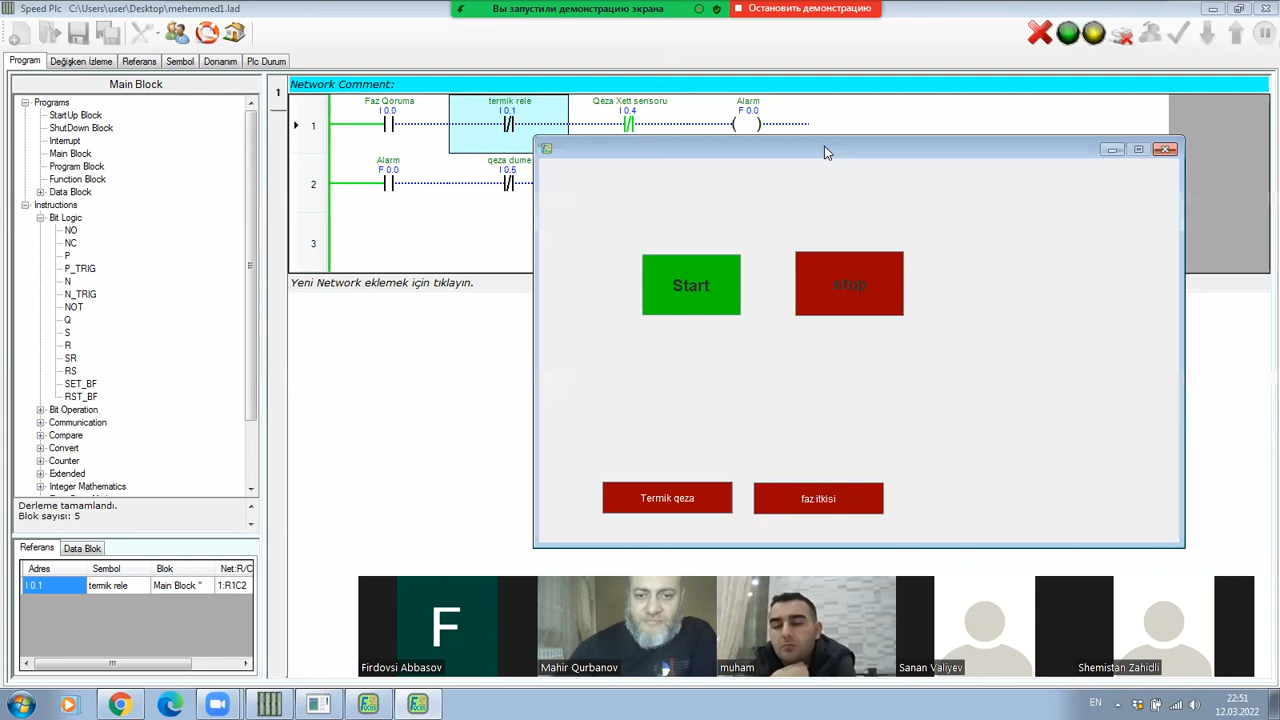 Speed Plc C:\Users\user\Desktop\mehemmed1.lad
Вы запустили демонстрацию экрана
Остановить демонстрацию
Program
Değişken İzleme
Referans
Sembol
Donanım
Plc Durum
Main Block
Programs
StartUp Block
ShutDown Block
Interrupt
Main Block
Program Block
Function Block
Data Block
Instructions
Bit Logic
NO
NC
P
P_TRIG
N
N_TRIG
NOT
Q
S
R
SR
RS
SET_BF
RST_BF
Bit Operation
Communication
Compare
Convert
Counter
Extended
Integer Mathematics
Derleme tamamlandı.
Blok sayısı: 5
Referans
Data Blok
Adres Sembol Blok Net:R/C
I 0.1 termik rele Main Block " 1:R1C2
1
Network Comment:
Faz Qoruma
I 0.0
termik rele
I 0.1
Qeza Xett sensoru
I 0.4
Alarm
F 0.0
1
Alarm
F 0.0
qeza dume
I 0.5
2
3
Yeni Network eklemek için tıklayın.
Start
stop
Termik qeza
faz itkisi
F
Firdovsi Abbasov
Mahir Qurbanov
muham
Sanan Valiyev
Shemistan Zahidli
FOCUS
FOCUS
EN
22:51
12.03.2022